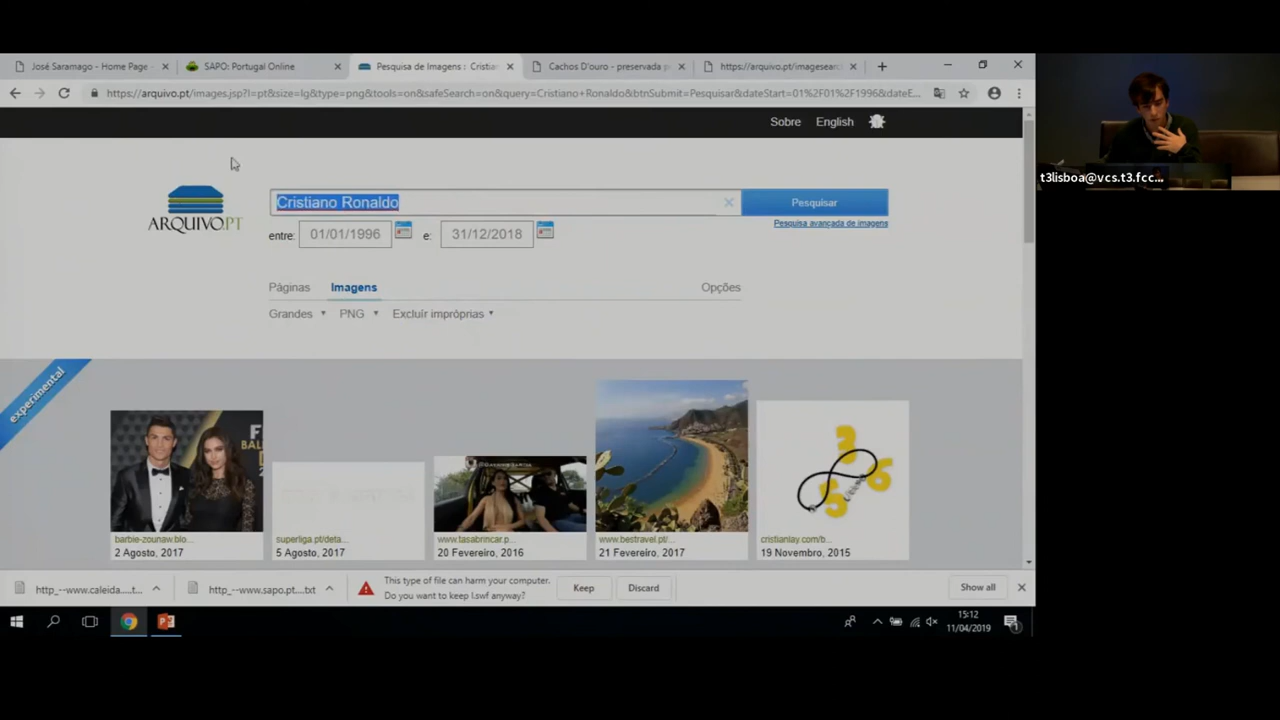 José Saramago - Home Page
SAPO: Portugal Online
Pesquisa de Imagens : Cristia
Cachos D'ouro - preservada p
https://arquivo.pt/imagesearc
https://arquivo.pt/images.jsp?l=pt&size=lg&type=png&tools=on&safeSearch=on&query=Cristiano+Ronaldo&btnSubmit=Pesquisar&dateStart=01%2F01%2F1996&dateE...
Sobre English
ARQUIVO.PT
Cristiano Ronaldo
Pesquisar
Pesquisa avançada de imagens
entre: 01/01/1996 e: 31/12/2018
Páginas Imagens Opções
Grandes PNG Excluír impróprias
experimental
3
6
5
barbie-zounaw.blo...
2 Agosto, 2017
superliga.pt/deta...
5 Agosto, 2017
www.tasabrincar.p...
20 Fevereiro, 2016
www.bestravel.pt/...
21 Fevereiro, 2017
cristianlay.com/b...
19 Novembro, 2015
http_--www.caleida.....t...
http_--www.sapo.pt....txt
This type of file can harm your computer.
Do you want to keep l.swf anyway?
Keep
Discard
Show all
15:12
11/04/2019
t3lisboa@vcs.t3.fcc...